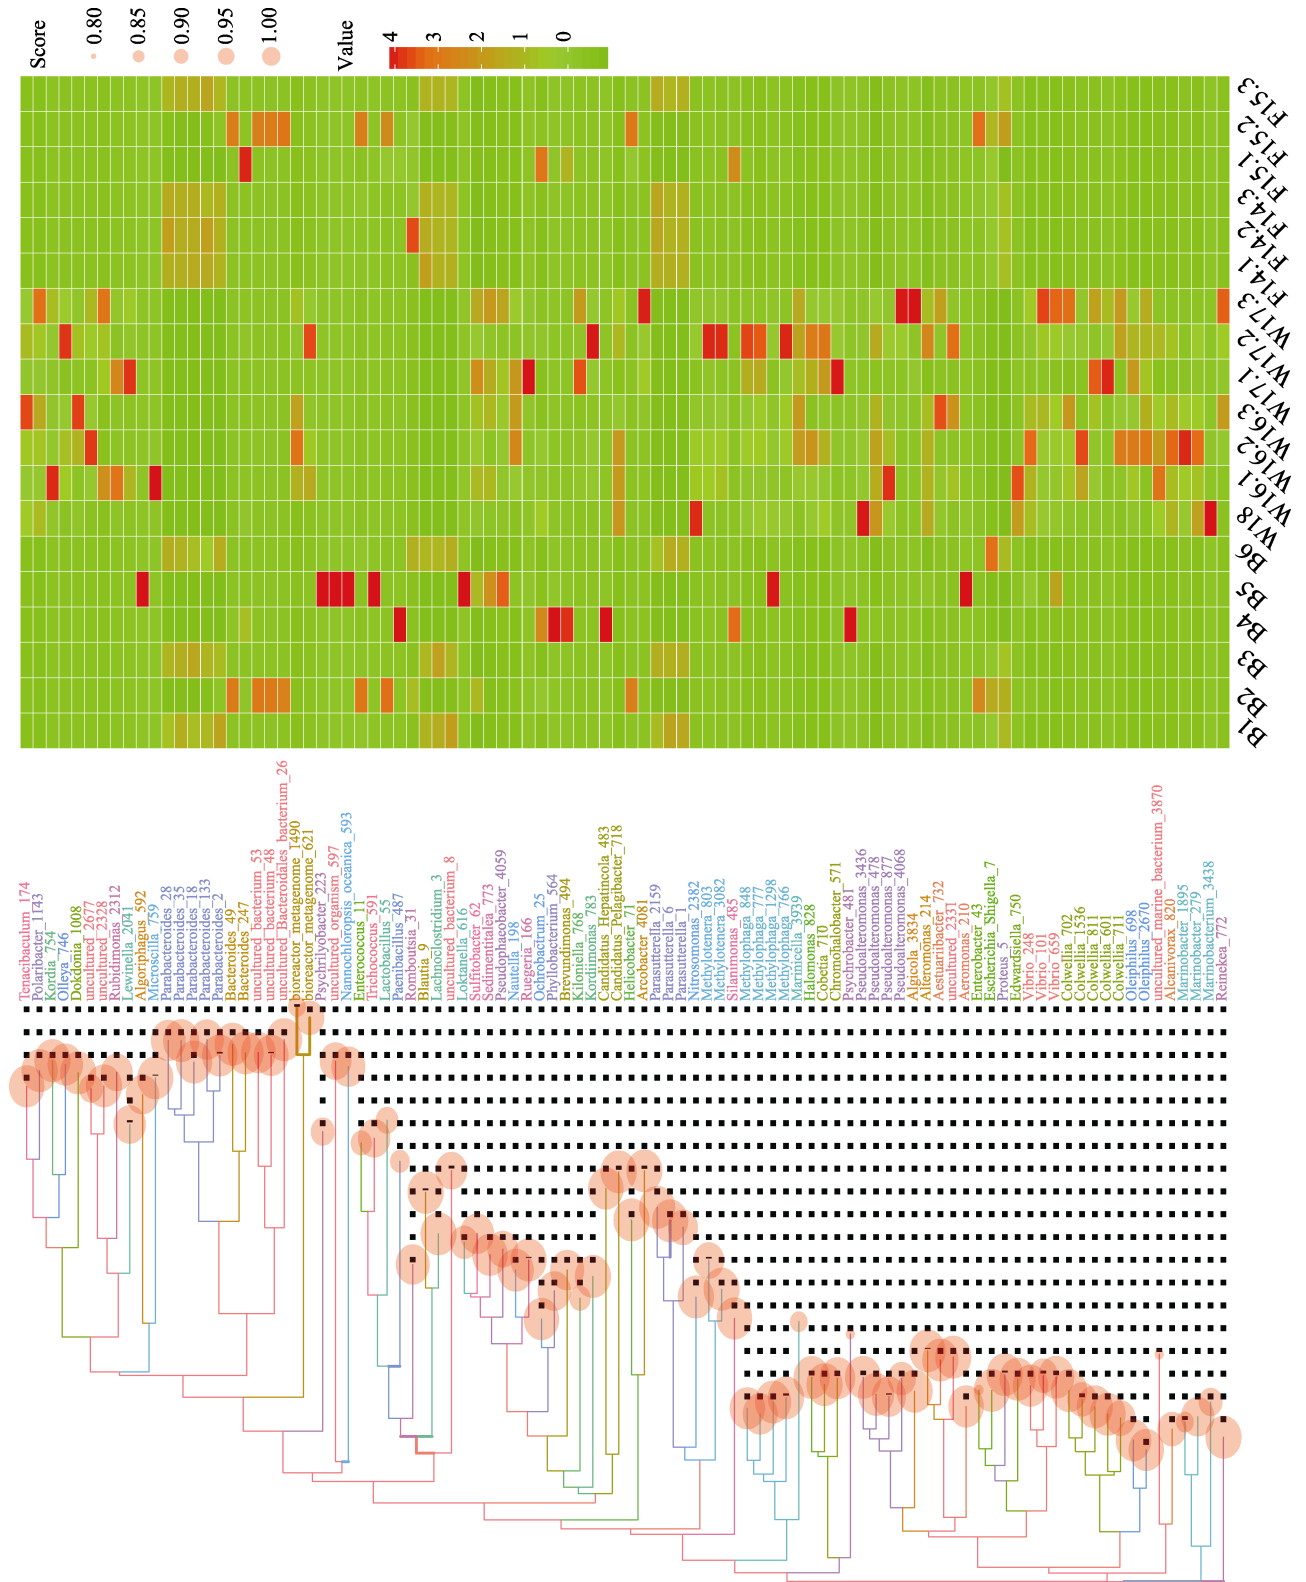 Score
0.80
0.85
0.90
0.95
1.00
Value
4
3
2
1
0
F15.3
F15.2
F15.1
F14.3
F14.2
F14.1
W17.3
W17.2
W17.1
W16.3
W16.2
W16.1
W18
B6
B5
B4
B3
B2
B1
Tenacibaculum_174
Polaribacter_1143
Kordia_754
Olleya_746
Dokdonia_1008
uncultured_2677
uncultured_2328
Rubidimonas_2312
Lewinella_2041
Algoriphagus_592
Microscilla_759
Parabacteroides_28
Parabacteroides_35
Parabacteroides_18
Parabacteroides_133
Parabacteroides_2
Bacteroides_49
Bacteroides_247
uncultured_bacterium_53
uncultured_bacterium_48
uncultured_Bacteroidales_bacterium_26
bioreactor_metagenome_1490
bioreactor_metagenome_621
uncultured_organism_597
Nannochloropsis_oceanica_593
Enterococcus_11
Trichococcus_591
Lactobacillus_55
Paenibacillus_487
Romboutsia_31
Blautia_9
Lachnoclostridium_3
uncultured_bacterium_8
Loktanella_616
Sulfitobacter_62
Sedimentitalea_773
Pseudophaeobacter_4059
Nautella_198
Ruegeria_166
Ochrobactrum_25
Phyllobacterium_564
Brevundimonas_494
Kiloniella_768
Kordiimonas_783
Candidatus_Hepatincola_483
Candidatus_Pelagibacter_718
Helicobacter_71
Arcobacter_4081
Parasutterella_2159
Parasutterella_6
Parasutterella_1
Nitrosomonas_2382
Methylotenera_803
Methylotenera_3082
Silanimonas_485
Methylophaga_848
Methylophaga_777
Methylophaga_1298
Methylophaga_766
Marinicella_3939
Halomonas_828
Cobetia_710
Chromohalobacter_571
Psychrobacter_481
Pseudoalteromonas_3436
Pseudoalteromonas_478
Pseudoalteromonas_877
Pseudoalteromonas_4068
Algicola_3834
Alteromonas_214
Aestuariibacter_732
uncultured_2331
Aeromonas_210
Enterobacter_43
Escherichia_Shigella_7
Proteus_5
Edwardsiella_750
Vibrio_248
Vibrio_101
Vibrio_659
Colwellia_702
Colwellia_1536
Colwellia_811
Colwellia_601
Colwellia_711
Oleiphilus_698
Oleiphilus_2670
uncultured_marine_bacterium_3870
Alcanivorax_820
Marinobacter_1895
Marinobacter_279
Marinobacterium_3438
Reinekea_772